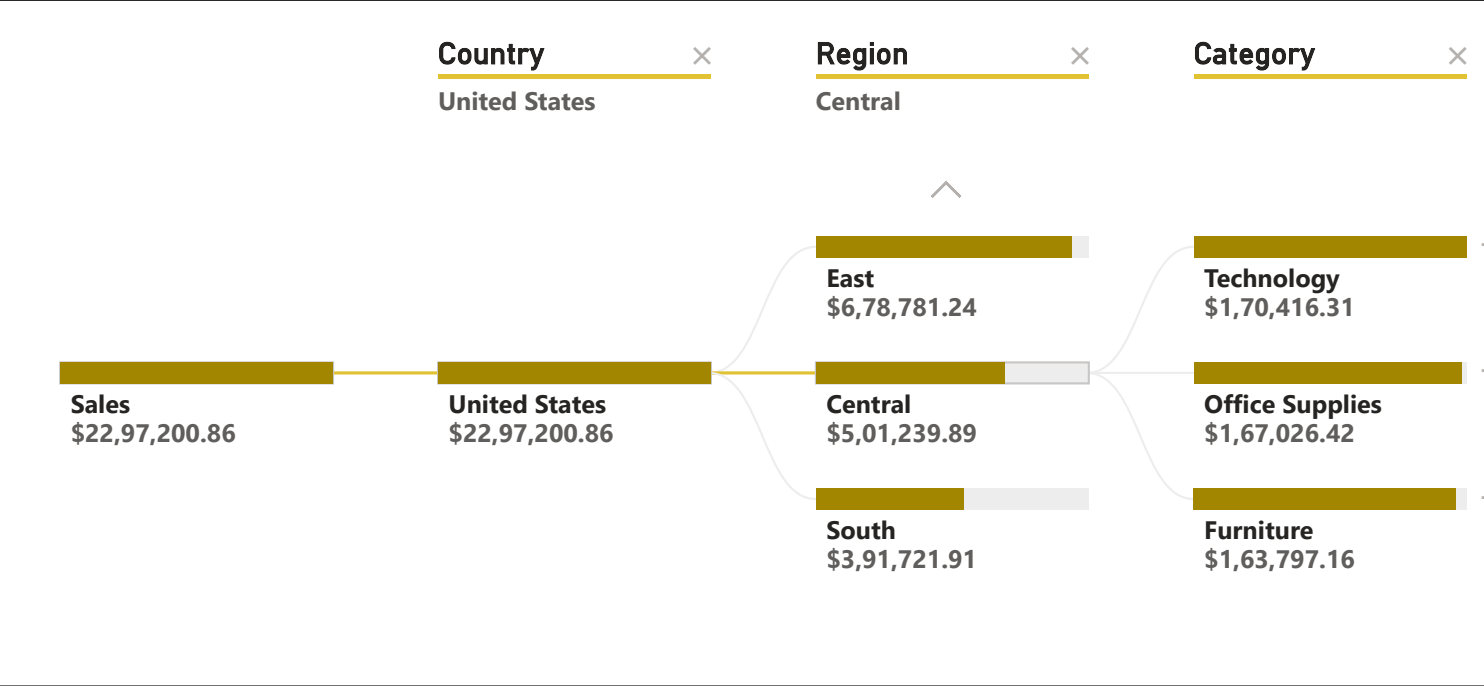 Country
Region
Category
United States
Central
East
$6,78,781.24
Technology
$1,70,416.31
Sales
$22,97,200.86
United States
$22,97,200.86
Central
$5,01,239.89
Office Supplies
$1,67,026.42
South
$3,91,721.91
Furniture
$1,63,797.16